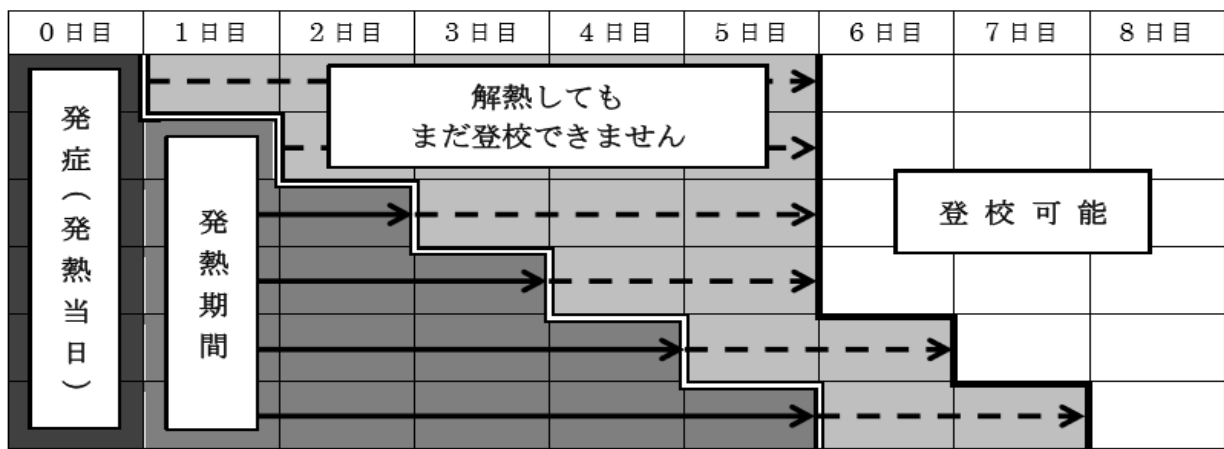 ０日目 １日目 ２日目 ３日目 ４日目 ５日目 ６日目 ７日目 ８日目
発症（発熱当日）
発熱期間
解熱しても
まだ登校できません
登校可能